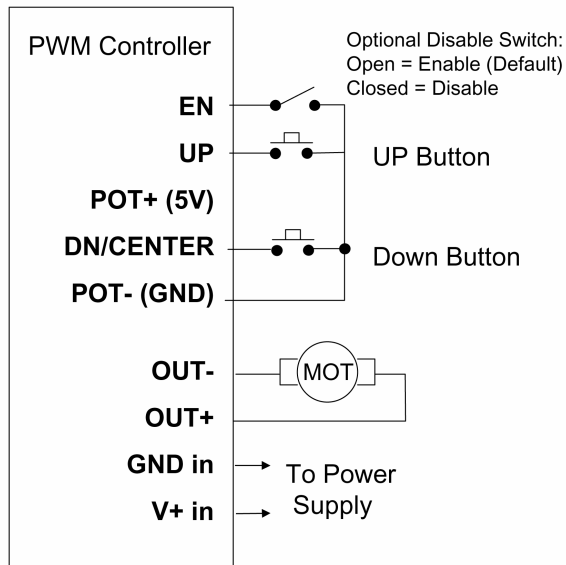 PWM Controller
Optional Disable Switch:
Open = Enable (Default)
Closed = Disable
EN
UP
UP Button
POT+ (5V)
DN/CENTER
Down Button
POT- (GND)
OUT-
MOT
OUT+
GND in
To Power
Supply
V+ in